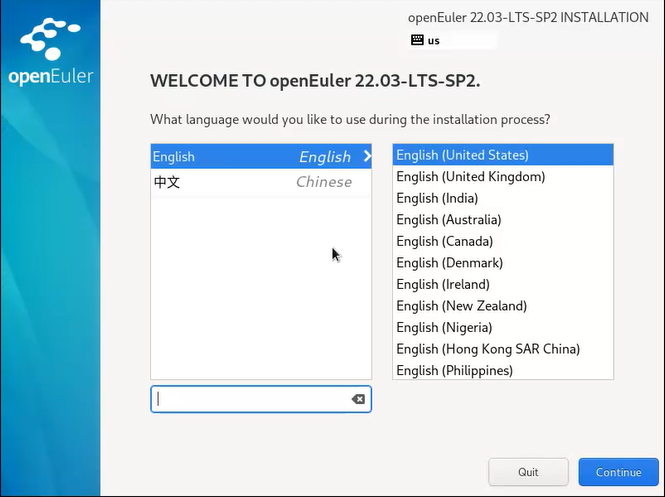 openEuler
openEuler 22.03-LTS-SP2 INSTALLATION
us
WELCOME TO openEuler 22.03-LTS-SP2.
What language would you like to use during the installation process?
English English
中文 Chinese
English (United States)
English (United Kingdom)
English (India)
English (Australia)
English (Canada)
English (Denmark)
English (Ireland)
English (New Zealand)
English (Nigeria)
English (Hong Kong SAR China)
English (Philippines)
Quit Continue